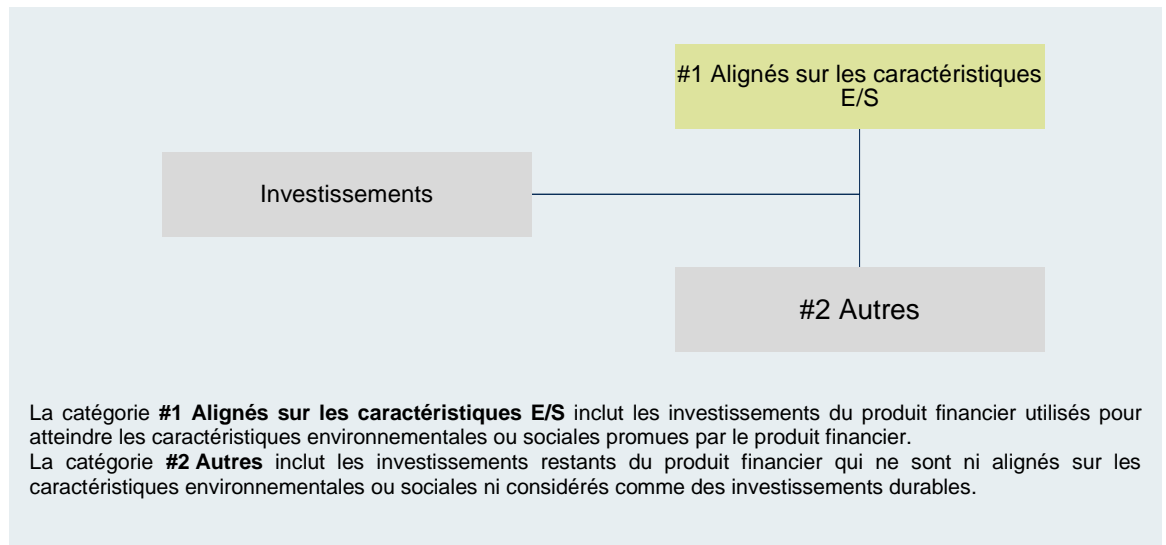 #1 Alignés sur les caractéristiques
E/S
Investissements
#2 Autres
La catégorie #1 Alignés sur les caractéristiques E/S inclut les investissements du produit financier utilisés pour
atteindre les caractéristiques environnementales ou sociales promues par le produit financier.
La catégorie #2 Autres inclut les investissements restants du produit financier qui ne sont ni alignés sur les
caractéristiques environnementales ou sociales ni considérés comme des investissements durables.